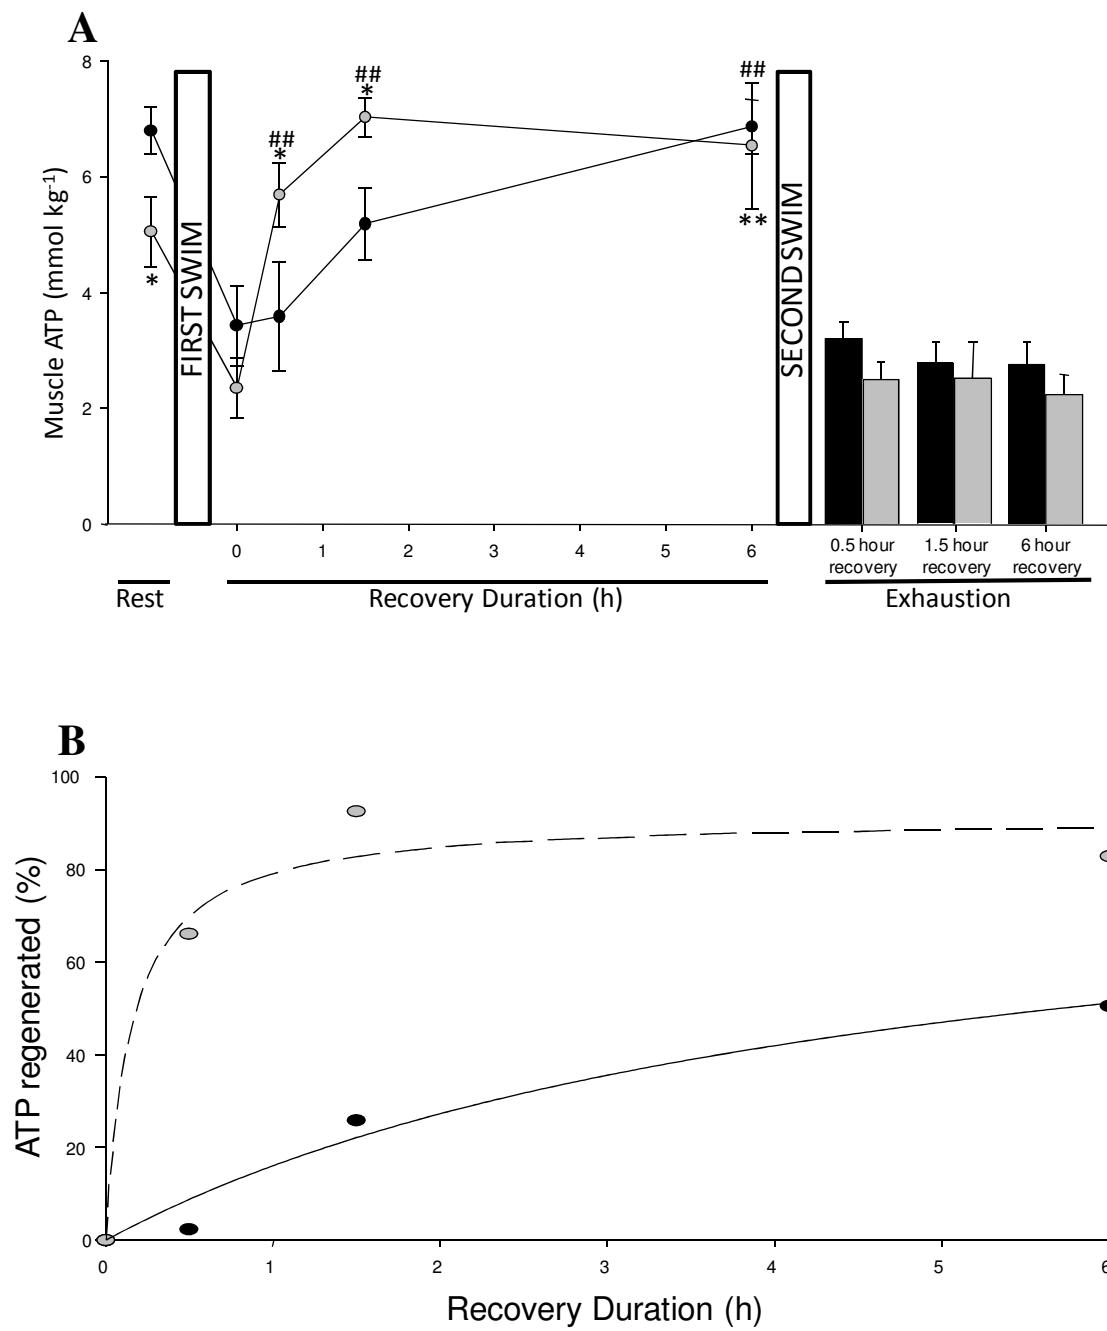 A
8
6
4
2
0
Muscle ATP (mmol kg-1)
*
FIRST SWIM
##
*
##
*
##
**
SECOND SWIM
0 1 2 3 4 5 6
0.5 hour recovery
1.5 hour recovery
6 hour recovery
Rest
Recovery Duration (h)
Exhaustion
B
100
80
60
40
20
0
ATP regenerated (%)
0 1 2 3 4 5 6
Recovery Duration (h)